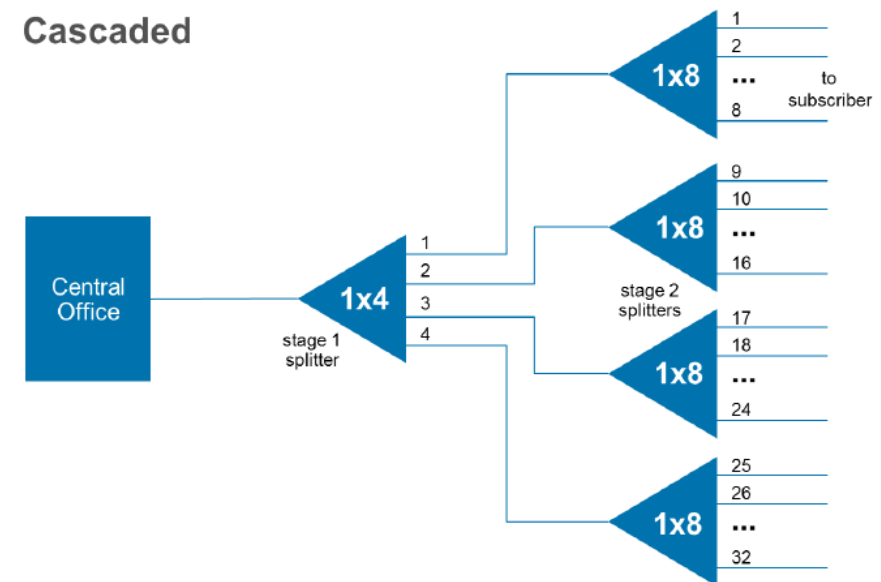 Cascaded
1x8
1
2
...
8
to
subscriber
1x8
9
10
...
16
Central
Office
1x4
1
2
3
4
stage 1
splitter
stage 2
splitters
1x8
17
18
...
24
1x8
25
26
...
32